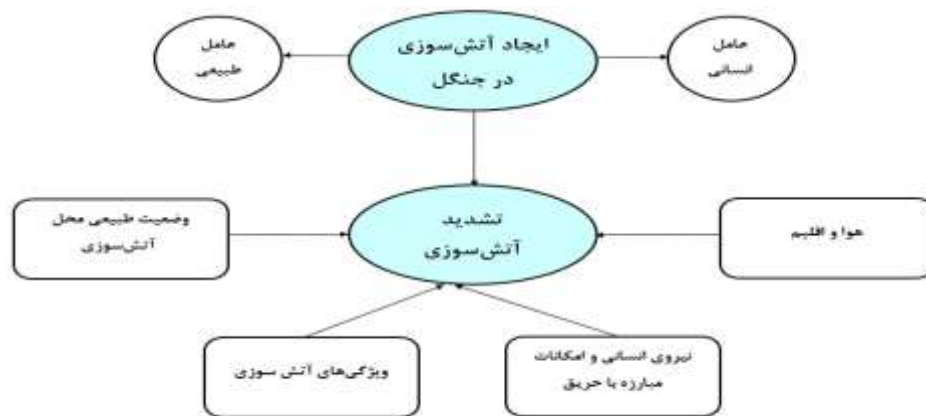 ایجاد آتش‌سوزی
در جنگل
عامل
انسانی
عامل
طبیعی
تشدید
آتش‌سوزی
هوا و اقلیم
وضعیت طبیعی محل
آتش‌سوزی
نیروی انسانی و امکانات
مبارزه با حریق
ویژگی‌های آتش سوزی